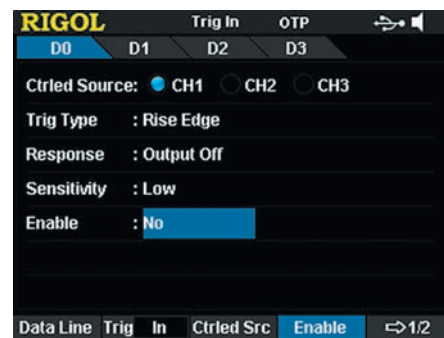 RIGOL Trig In OTP
D0 D1 D2 D3
Ctrled Source: CH1 CH2 CH3
Trig Type : Rise Edge
Response : Output Off
Sensitivity : Low
Enable : No
Data Line Trig In Ctrled Src Enable ⇨1/2